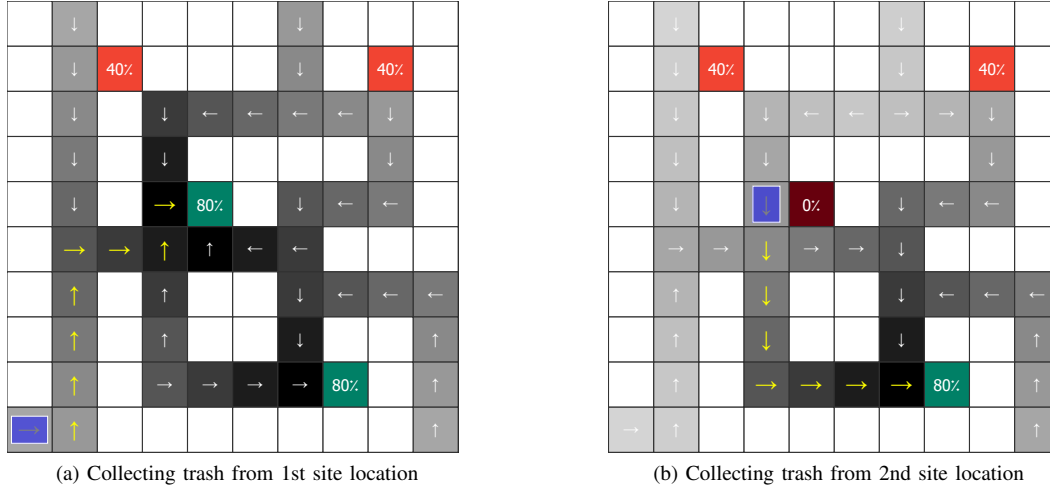 40% 40% 40% 40%
80% 0%
80% 80%
(a) Collecting trash from 1st site location (b) Collecting trash from 2nd site location